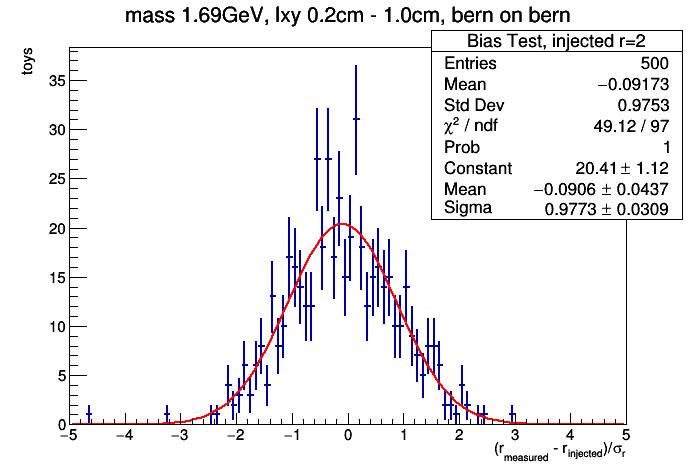 mass 1.69GeV, lxy 0.2cm - 1.0cm, bern on bern
toys
Bias Test, injected r=2
Entries 500
Mean −0.09173
Std Dev 0.9753
χ² / ndf 49.12 / 97
Prob 1
Constant 20.41 ± 1.12
Mean −0.0906 ± 0.0437
Sigma 0.9773 ± 0.0309
35
30
25
20
15
10
5
0
−5 −4 −3 −2 −1 0 1 2 3 4 5
(r_measured - r_injected)/σ_r